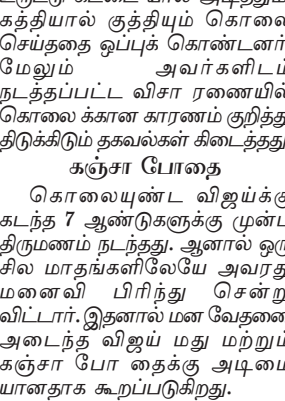 கத்தியால் குத்தியும் கொலை
செய்ததை ஒப்புக் கொண்டனர்
மேலும் அவர்களிடம்
நடத்தப்பட்ட விசா ரணையில்
கொலை க்கான காரணம் குறித்து
திடுக்கிடும் தகவல்கள் கிடைத்தது
கஞ்சா போதை
கொலையுண்ட விஜய்க்கு
கடந்த 7 ஆண்டுகளுக்கு முன்பு
திருமணம் நடந்தது. ஆனால் ஒரு
சில மாதங்களிலேயே அவரது
மனைவி பிரிந்து சென்று
விட்டார்.இதனால் மன வேதனை
அடைந்த விஜய் மது மற்றும்
கஞ்சா போ தைக்கு அடிமை
யானதாக கூறப்படுகிறது.